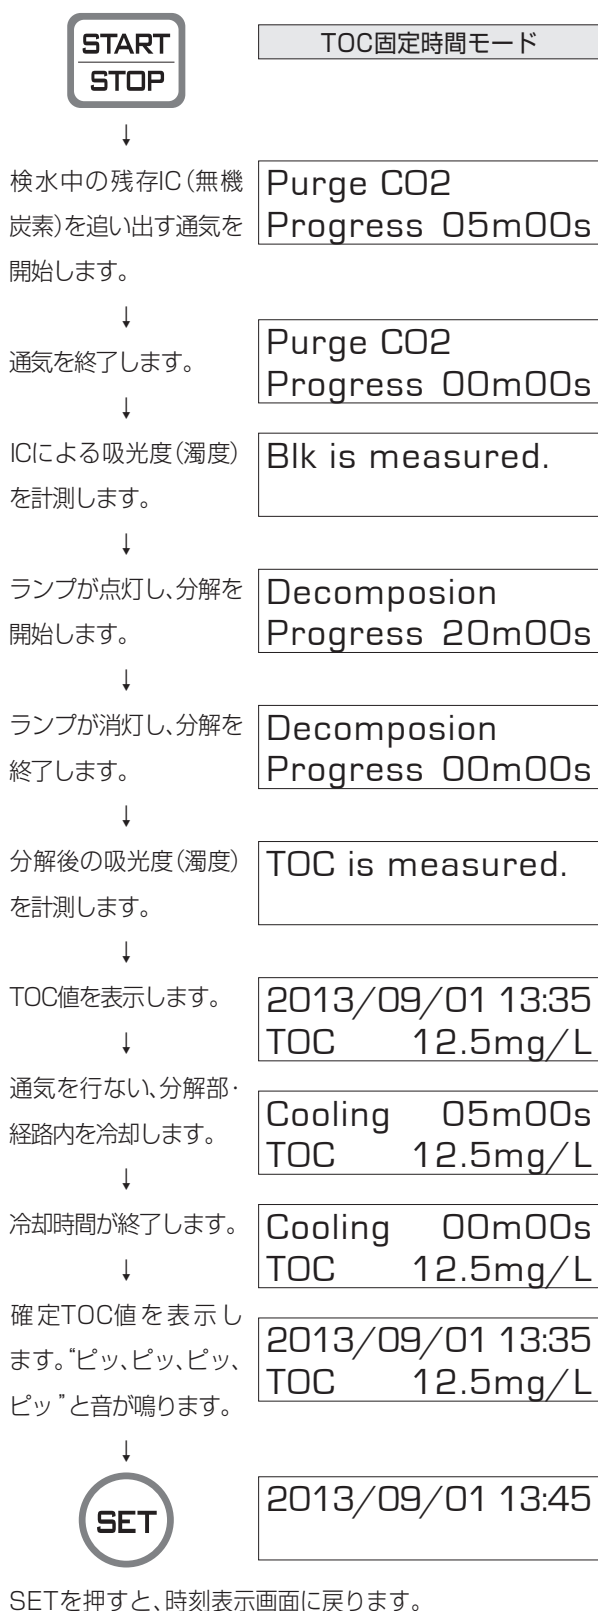 START
STOP
TOC固定時間モード
↓
検水中の残存IC（無機
炭素）を追い出す通気を
開始します。
Purge CO2
Progress 05m00s
↓
通気を終了します。
Purge CO2
Progress 00m00s
↓
ICによる吸光度（濁度）
を計測します。
Blk is measured.
↓
ランプが点灯し、分解を
開始します。
Decomposion
Progress 20m00s
↓
ランプが消灯し、分解を
終了します。
Decomposion
Progress 00m00s
↓
分解後の吸光度（濁度）
を計測します。
TOC is measured.
↓
TOC値を表示します。
2013/09/01 13:35
TOC 12.5mg/L
↓
通気を行ない、分解部・
経路内を冷却します。
Cooling 05m00s
TOC 12.5mg/L
↓
冷却時間が終了します。
Cooling 00m00s
TOC 12.5mg/L
↓
確定TOC値を表示し
ます。“ピッ、ピッ、ピッ、
ピッ”と音が鳴ります。
2013/09/01 13:35
TOC 12.5mg/L
↓
SET
2013/09/01 13:45
SETを押すと、時刻表示画面に戻ります。